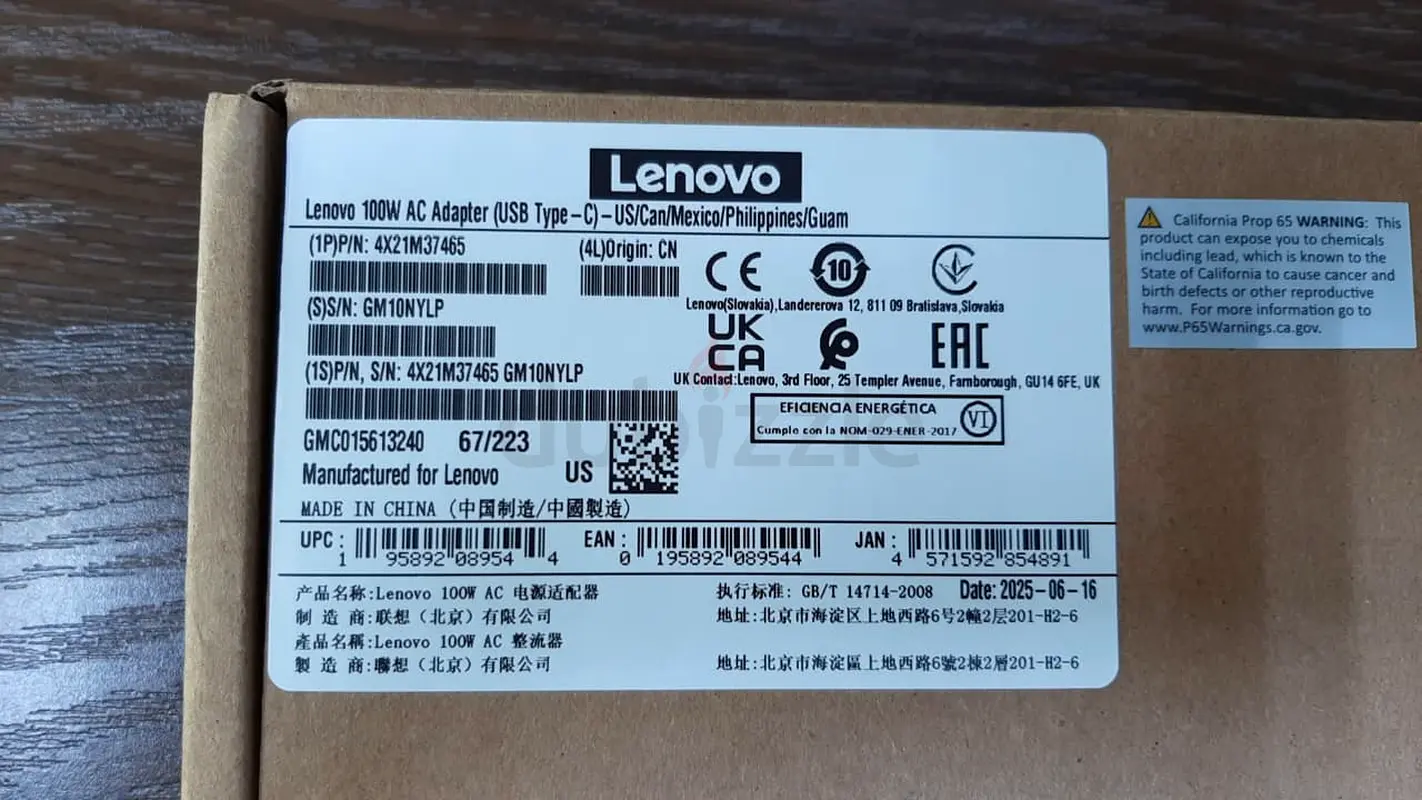 Lenovo
Lenovo 100W AC Adapter (USB Type-C)-US/Can/Mexico/Philippines/Guam
(1P)P/N: 4X21M37465
(4L)Origin: CN
(S)S/N: GM10NYLP
(1S)P/N, S/N: 4X21M37465 GM10NYLP
GMC015613240 67/223
Manufactured for Lenovo US
MADE IN CHINA (中国制造/中國製造)
CE
10
Lenovo(Slovakia),Landererova 12, 811 09 Bratislava,Slovakia
UK
CA
EAC
UK Contact:Lenovo, 3rd Floor, 25 Templer Avenue, Farnborough, GU14 6FE, UK
EFICIENCIA ENERGÉTICA
Cumple con la NOM-029-ENER-2017
VI
dubizzle
UPC : 1 95892 08954 4
EAN : 0 195892 089544
JAN : 4 571592 854891
产品名称:Lenovo 100W AC 电源适配器
执行标准: GB/T 14714-2008 Date: 2025-06-16
制 造 商:联想（北京）有限公司
地址:北京市海淀区上地西路6号2幢2层201-H2-6
產品名稱:Lenovo 100W AC 整流器
製 造 商:聯想（北京）有限公司
地址:北京市海淀區上地西路6號2棟2層201-H2-6
California Prop 65 WARNING: This
product can expose you to chemicals
including lead, which is known to the
State of California to cause cancer and
birth defects or other reproductive
harm. For more information go to
www.P65Warnings.ca.gov.